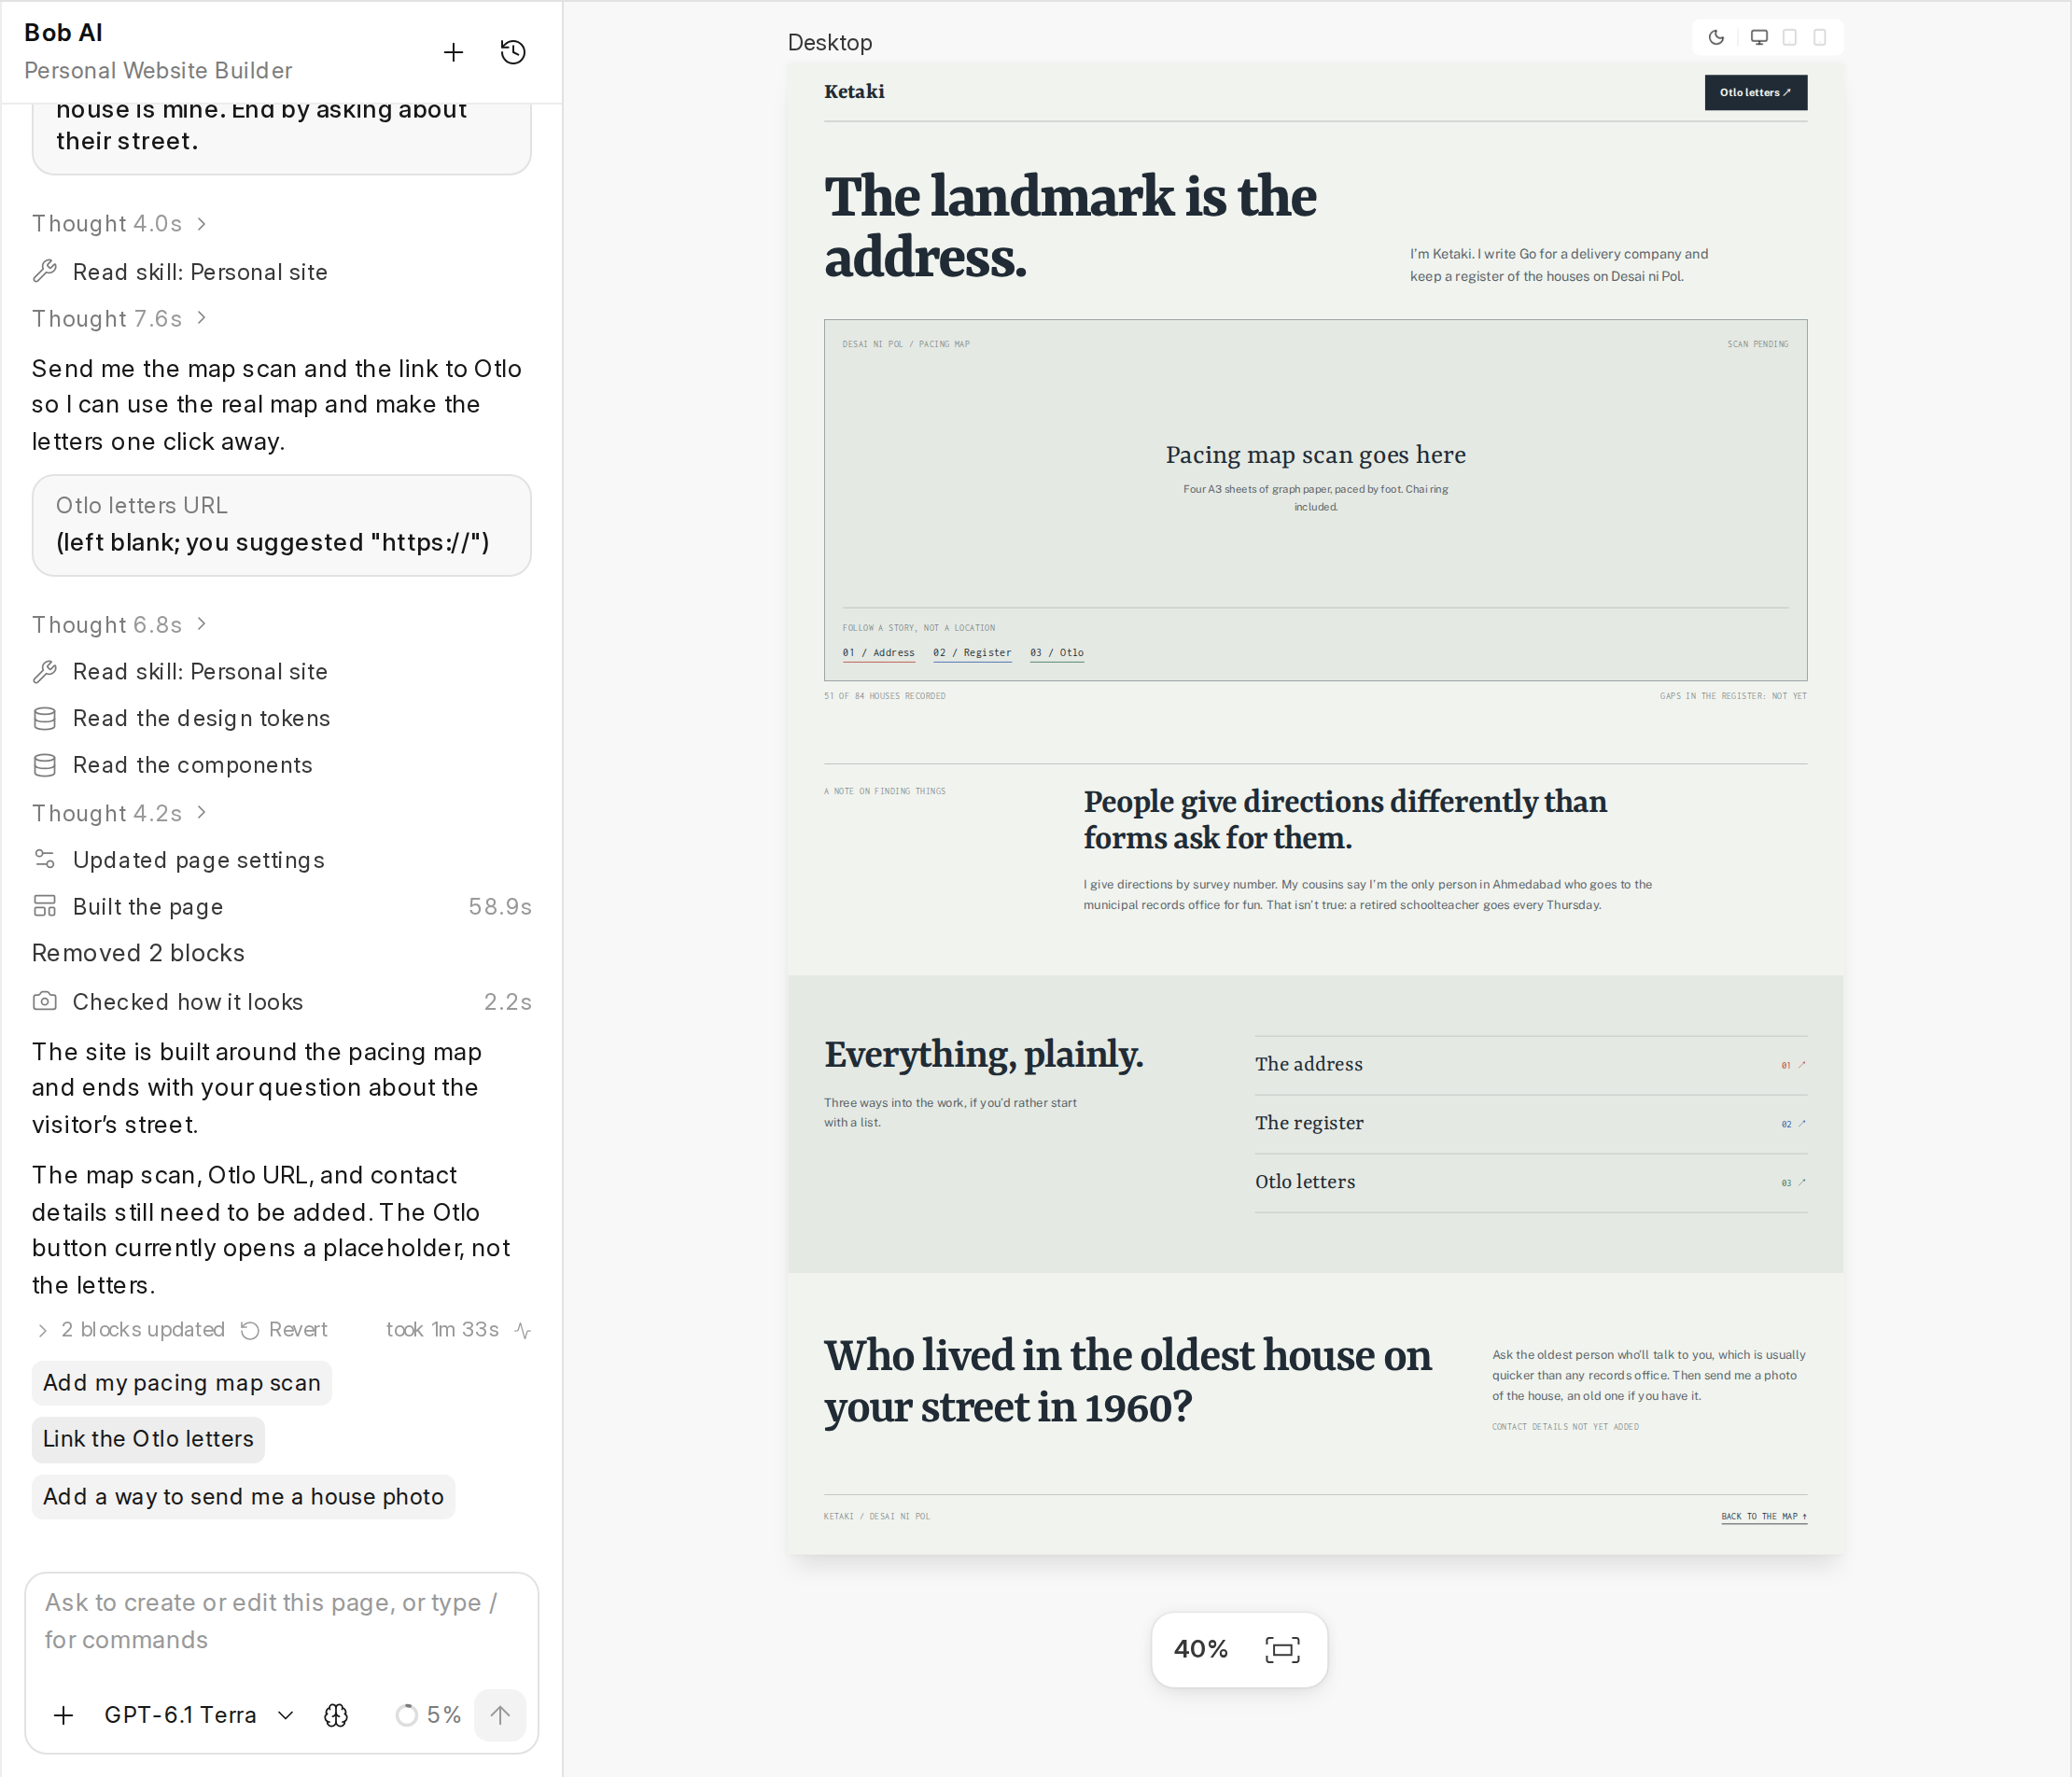 Bob AI
Personal Website Builder
house is mine. End by asking about
their street.
Thought 4.0s
Read skill: Personal site
Thought 7.6s
Send me the map scan and the link to Otlo
so I can use the real map and make the
letters one click away.
Otlo letters URL
(left blank; you suggested "https://")
Thought 6.8s
Read skill: Personal site
Read the design tokens
Read the components
Thought 4.2s
Updated page settings
Built the page 58.9s
Removed 2 blocks
Checked how it looks 2.2s
The site is built around the pacing map
and ends with your question about the
visitor’s street.
The map scan, Otlo URL, and contact
details still need to be added. The Otlo
button currently opens a placeholder, not
the letters.
2 blocks updated Revert took 1m 33s
Add my pacing map scan
Link the Otlo letters
Add a way to send me a house photo
Ask to create or edit this page, or type /
for commands
GPT-6.1 Terra 5%
Desktop
Ketaki
Otlo letters ↗
The landmark is the
address.
I'm Ketaki. I write Go for a delivery company and
keep a register of the houses on Desai ni Pol.
DESAI NI POL / PACING MAP
SCAN PENDING
Pacing map scan goes here
Four A3 sheets of graph paper, paced by foot. Chai ring
included.
FOLLOW A STORY, NOT A LOCATION
01 / Address 02 / Register 03 / Otlo
51 OF 84 HOUSES RECORDED
GAPS IN THE REGISTER: NOT YET
A NOTE ON FINDING THINGS
People give directions differently than
forms ask for them.
I give directions by survey number. My cousins say I'm the only person in Ahmedabad who goes to the
municipal records office for fun. That isn't true: a retired schoolteacher goes every Thursday.
Everything, plainly.
Three ways into the work, if you'd rather start
with a list.
The address 01 ↗
The register 02 ↗
Otlo letters 03 ↗
Who lived in the oldest house on
your street in 1960?
Ask the oldest person who'll talk to you, which is usually
quicker than any records office. Then send me a photo
of the house, an old one if you have it.
CONTACT DETAILS NOT YET ADDED
KETAKI / DESAI NI POL
BACK TO THE MAP ↑
40%